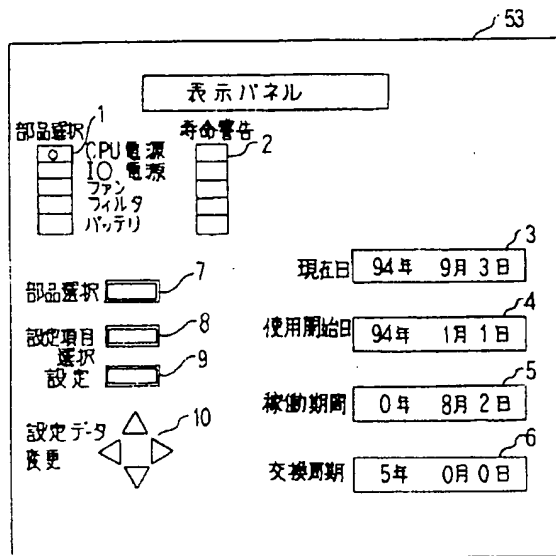 53
表示パネル
部品選択 1 寿命警告
CPU電源 2
IO電源
ファン
フィルタ
バッテリ
3
現在日 94年 9月3日
部品選択 7
4
設定項目 8 使用開始日 94年 1月1日
選択
設定 9
5
稼働期間 0年 8月2日
設定データ 10
変更
6
交換周期 5年 0月0日